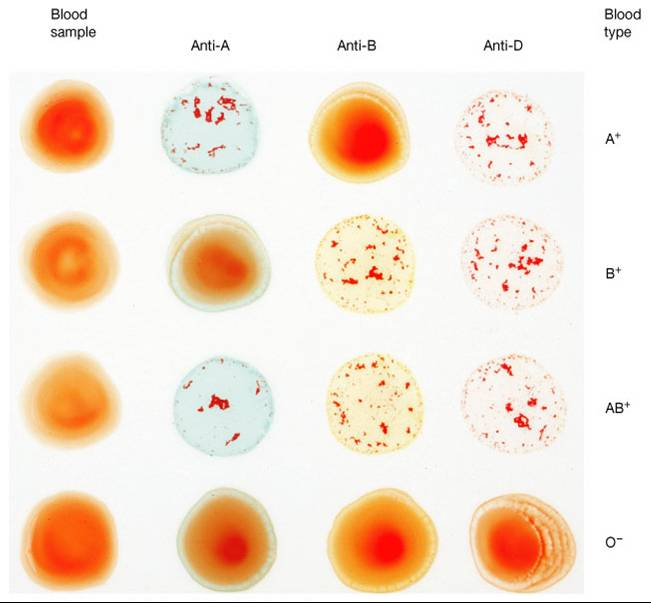 Blood
sample
Anti-A
Anti-B
Anti-D
Blood
type
A⁺
B⁺
AB⁺
O⁻